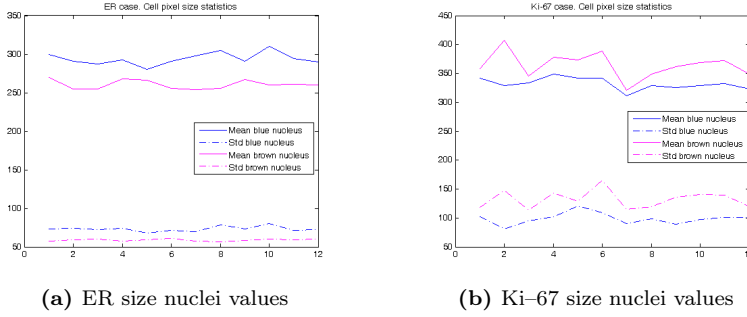 ER case. Cell pixel size statistics
350
300
250
200
150
100
50
0 2 4 6 8 10 12
Mean blue nucleus
Std blue nucleus
Mean brown nucleus
Std brown nucleus
(a) ER size nuclei values
Ki-67 case. Cell pixel size statistics
450
400
350
300
250
200
150
100
50
0 2 4 6 8 10 12
Mean blue nucleus
Std blue nucleus
Mean brown nucleus
Std brown nucleus
(b) Ki–67 size nuclei values